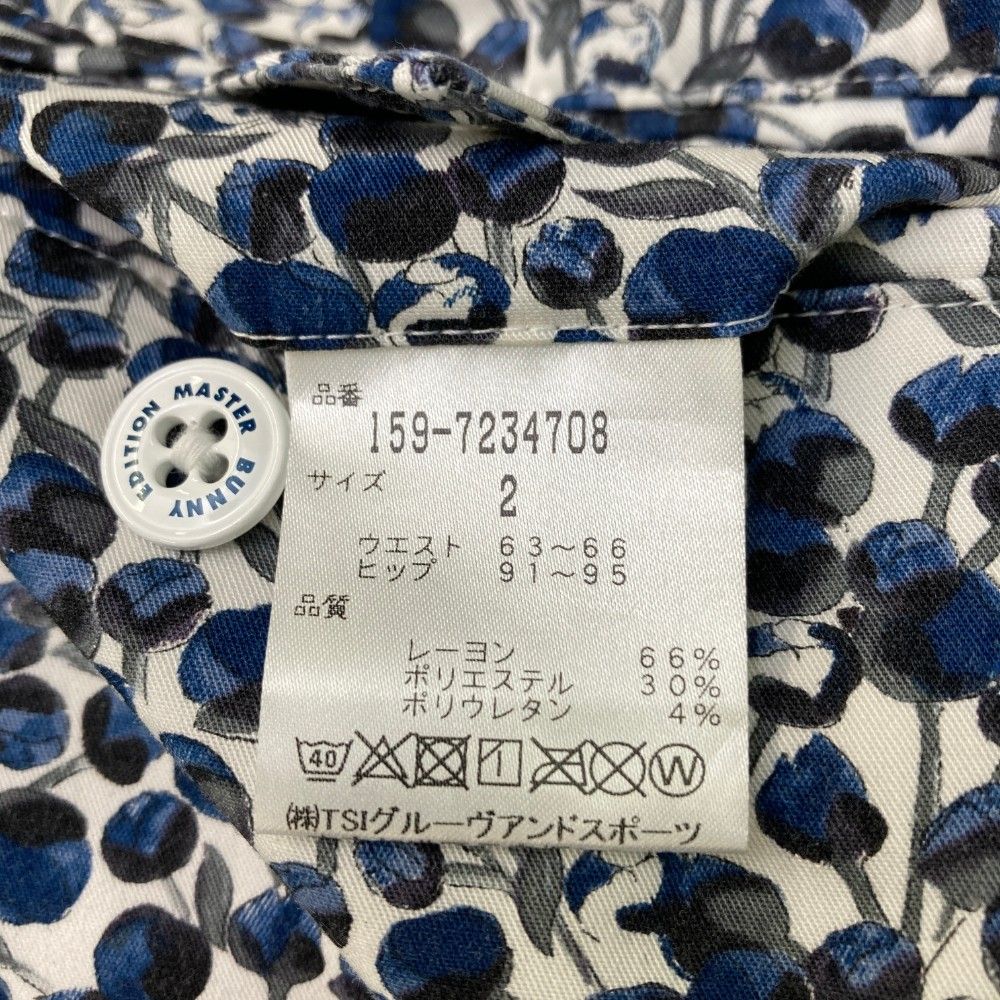 MASTER BUNNY EDITION
品番
159-7234708
サイズ
2
ウエスト 63～66
ヒップ 91～95
品質
レーヨン 66%
ポリエステル 30%
ポリウレタン 4%
40 W
㈱TSIグルーヴアンドスポーツ